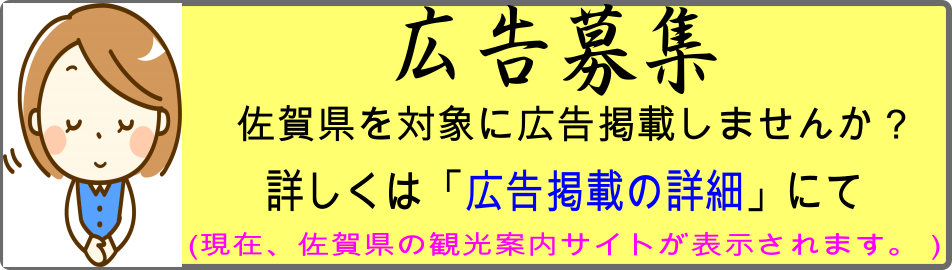 広告募集
佐賀県を対象に広告掲載しませんか？
詳しくは「広告掲載の詳細」にて
(現在、佐賀県の観光案内サイトが表示されます。 )